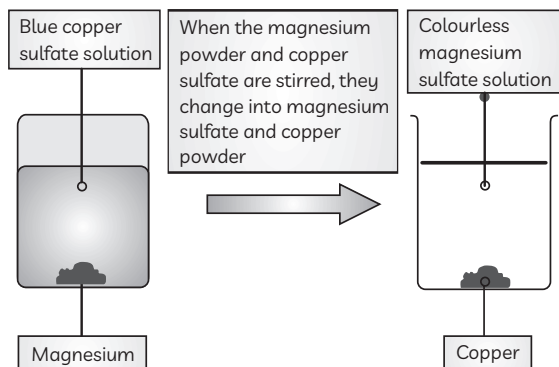 Blue copper
sulfate solution
When the magnesium
powder and copper
sulfate are stirred, they
change into magnesium
sulfate and copper
powder
Colourless
magnesium
sulfate solution
Magnesium
Copper